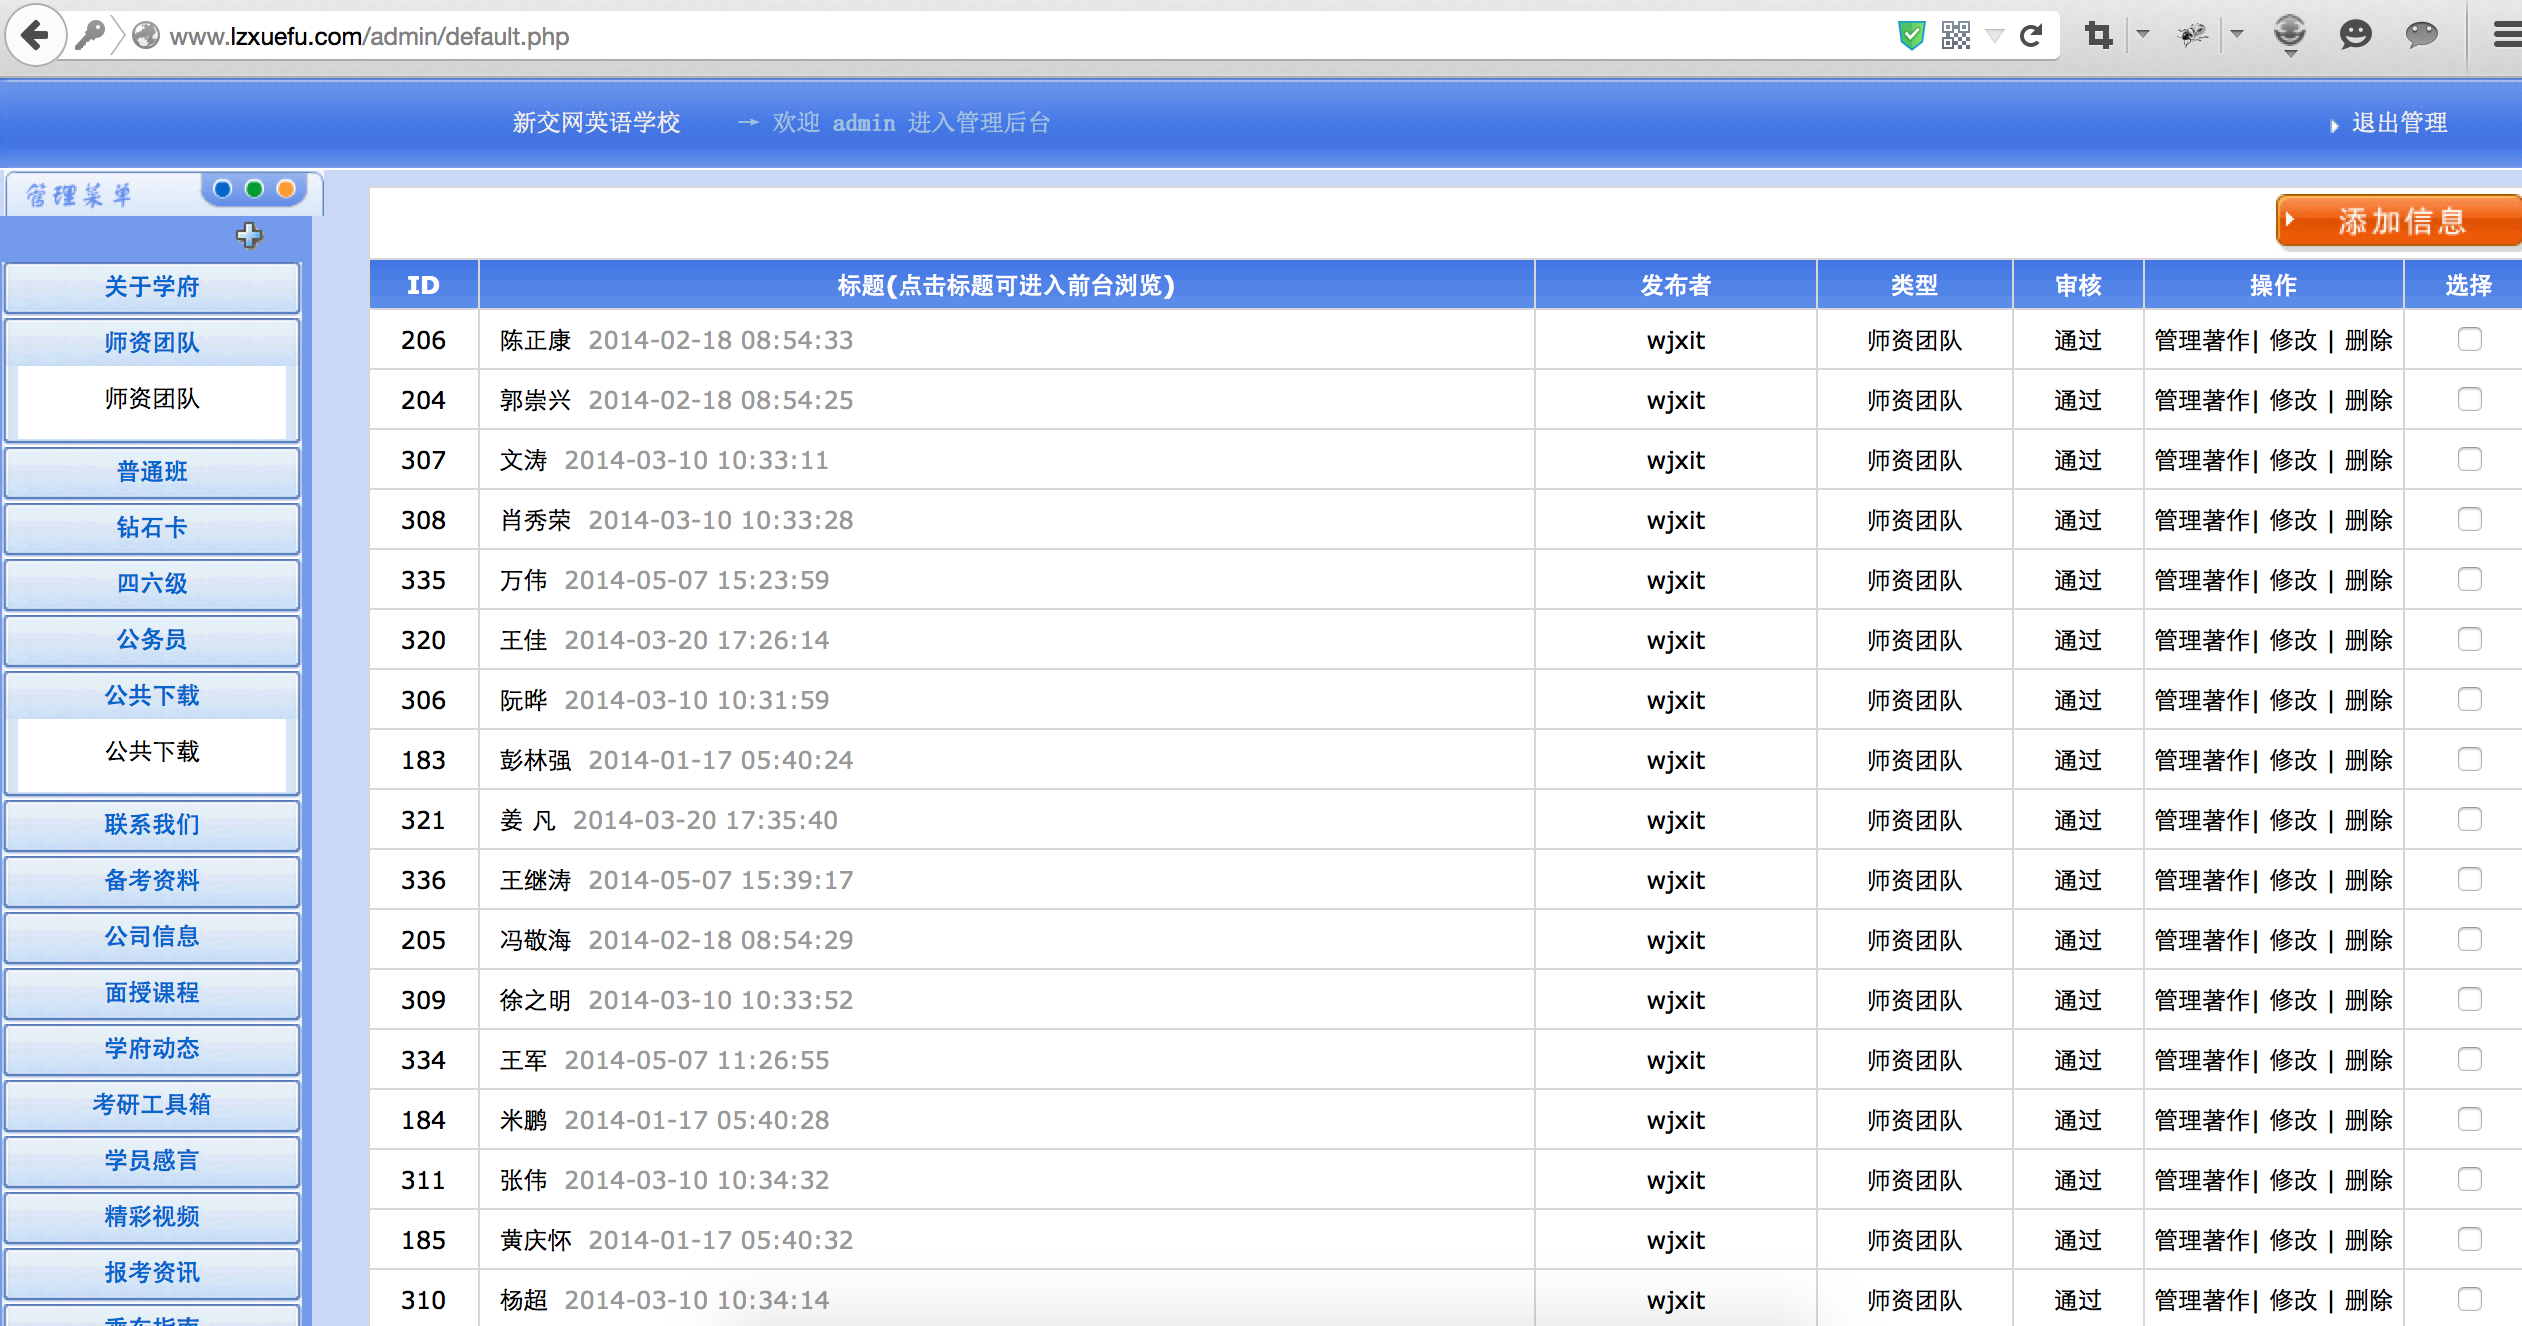 www.lzxuefu.com/admin/default.php
新交网英语学校 → 欢迎 admin 进入管理后台 退出管理
管理菜单
关于学府
师资团队
师资团队
普通班
钻石卡
四六级
公务员
公共下载
公共下载
联系我们
备考资料
公司信息
面授课程
学府动态
考研工具箱
学员感言
精彩视频
报考资讯
添加信息
ID 标题(点击标题可进入前台浏览) 发布者 类型 审核 操作 选择
206 陈正康 2014-02-18 08:54:33 wjxit 师资团队 通过 管理著作| 修改 | 删除
204 郭崇兴 2014-02-18 08:54:25 wjxit 师资团队 通过 管理著作| 修改 | 删除
307 文涛 2014-03-10 10:33:11 wjxit 师资团队 通过 管理著作| 修改 | 删除
308 肖秀荣 2014-03-10 10:33:28 wjxit 师资团队 通过 管理著作| 修改 | 删除
335 万伟 2014-05-07 15:23:59 wjxit 师资团队 通过 管理著作| 修改 | 删除
320 王佳 2014-03-20 17:26:14 wjxit 师资团队 通过 管理著作| 修改 | 删除
306 阮晔 2014-03-10 10:31:59 wjxit 师资团队 通过 管理著作| 修改 | 删除
183 彭林强 2014-01-17 05:40:24 wjxit 师资团队 通过 管理著作| 修改 | 删除
321 姜 凡 2014-03-20 17:35:40 wjxit 师资团队 通过 管理著作| 修改 | 删除
336 王继涛 2014-05-07 15:39:17 wjxit 师资团队 通过 管理著作| 修改 | 删除
205 冯敬海 2014-02-18 08:54:29 wjxit 师资团队 通过 管理著作| 修改 | 删除
309 徐之明 2014-03-10 10:33:52 wjxit 师资团队 通过 管理著作| 修改 | 删除
334 王军 2014-05-07 11:26:55 wjxit 师资团队 通过 管理著作| 修改 | 删除
184 米鹏 2014-01-17 05:40:28 wjxit 师资团队 通过 管理著作| 修改 | 删除
311 张伟 2014-03-10 10:34:32 wjxit 师资团队 通过 管理著作| 修改 | 删除
185 黄庆怀 2014-01-17 05:40:32 wjxit 师资团队 通过 管理著作| 修改 | 删除
310 杨超 2014-03-10 10:34:14 wjxit 师资团队 通过 管理著作| 修改 | 删除